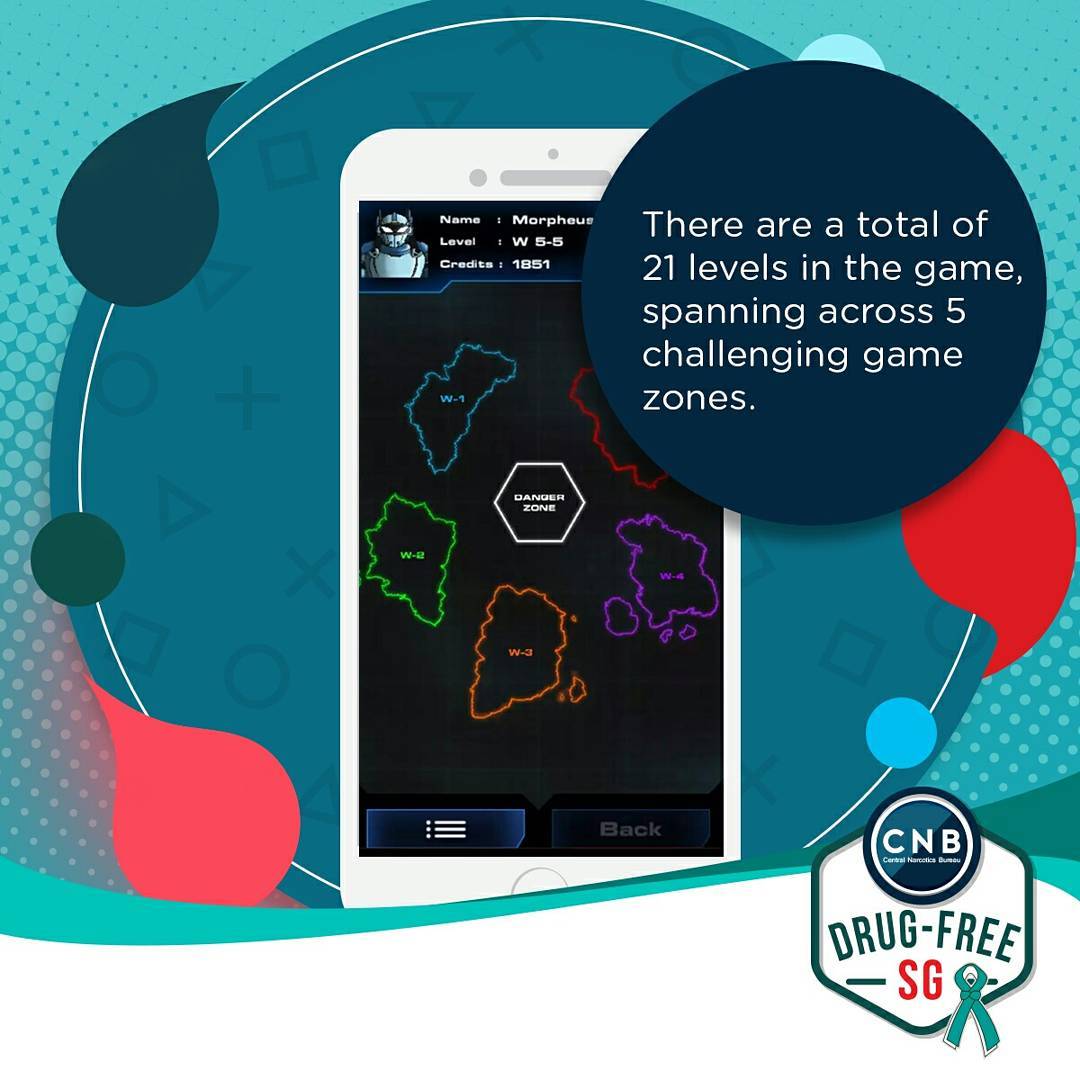 Name : Morpheus
Level : W 5-5
Credits : 1851
There are a total of
21 levels in the game,
spanning across 5
challenging game
zones.
W-1
DANGER
ZONE
W-2
W-4
W-3
Back
CNB
Central Narcotics Bureau
DRUG-FREE
SG